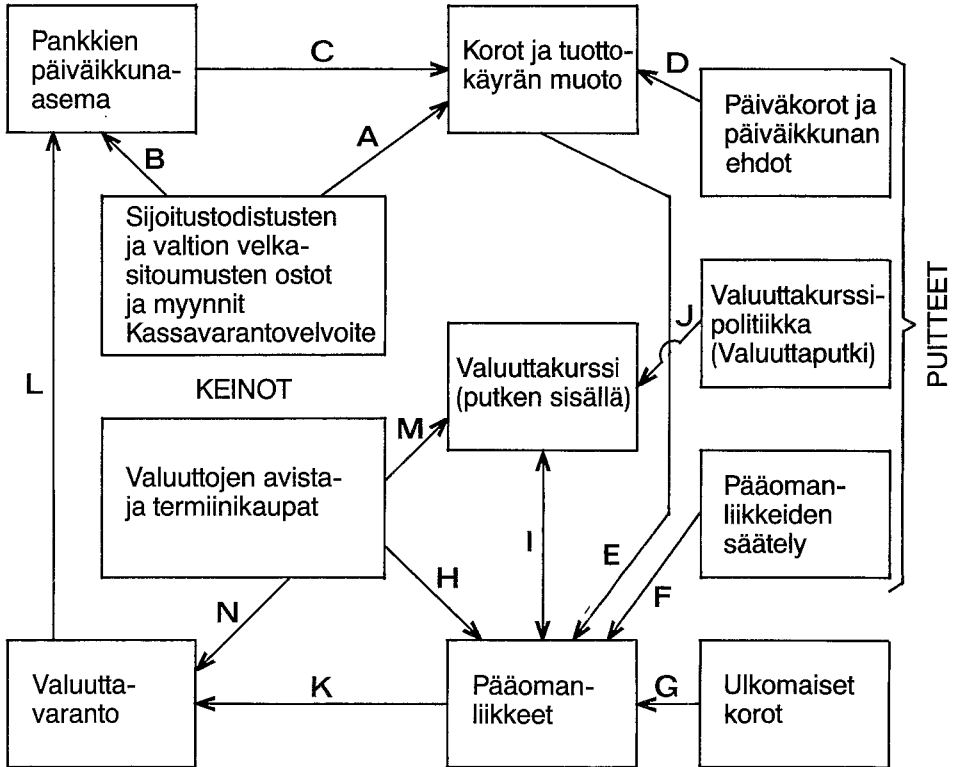 Pankkien
päiväikkuna-
asema
C
Korot ja tuotto-
käyrän muoto
D
Päiväkorot ja
päiväikkunan
ehdot
B
A
Sijoitustodistusten
ja valtion velka-
sitoumusten ostot
ja myynnit
Kassavarantovelvoite
L
KEINOT
Valuuttakurssi
(putken sisällä)
J
Valuuttakurssi-
politiikka
(Valuuttaputki)
PUITTEET
M
Valuuttojen avista-
ja termiinikaupat
Pääoman-
liikkeiden
säätely
I
E
F
H
N
Valuutta-
varanto
K
Pääoman-
liikkeet
G
Ulkomaiset
korot